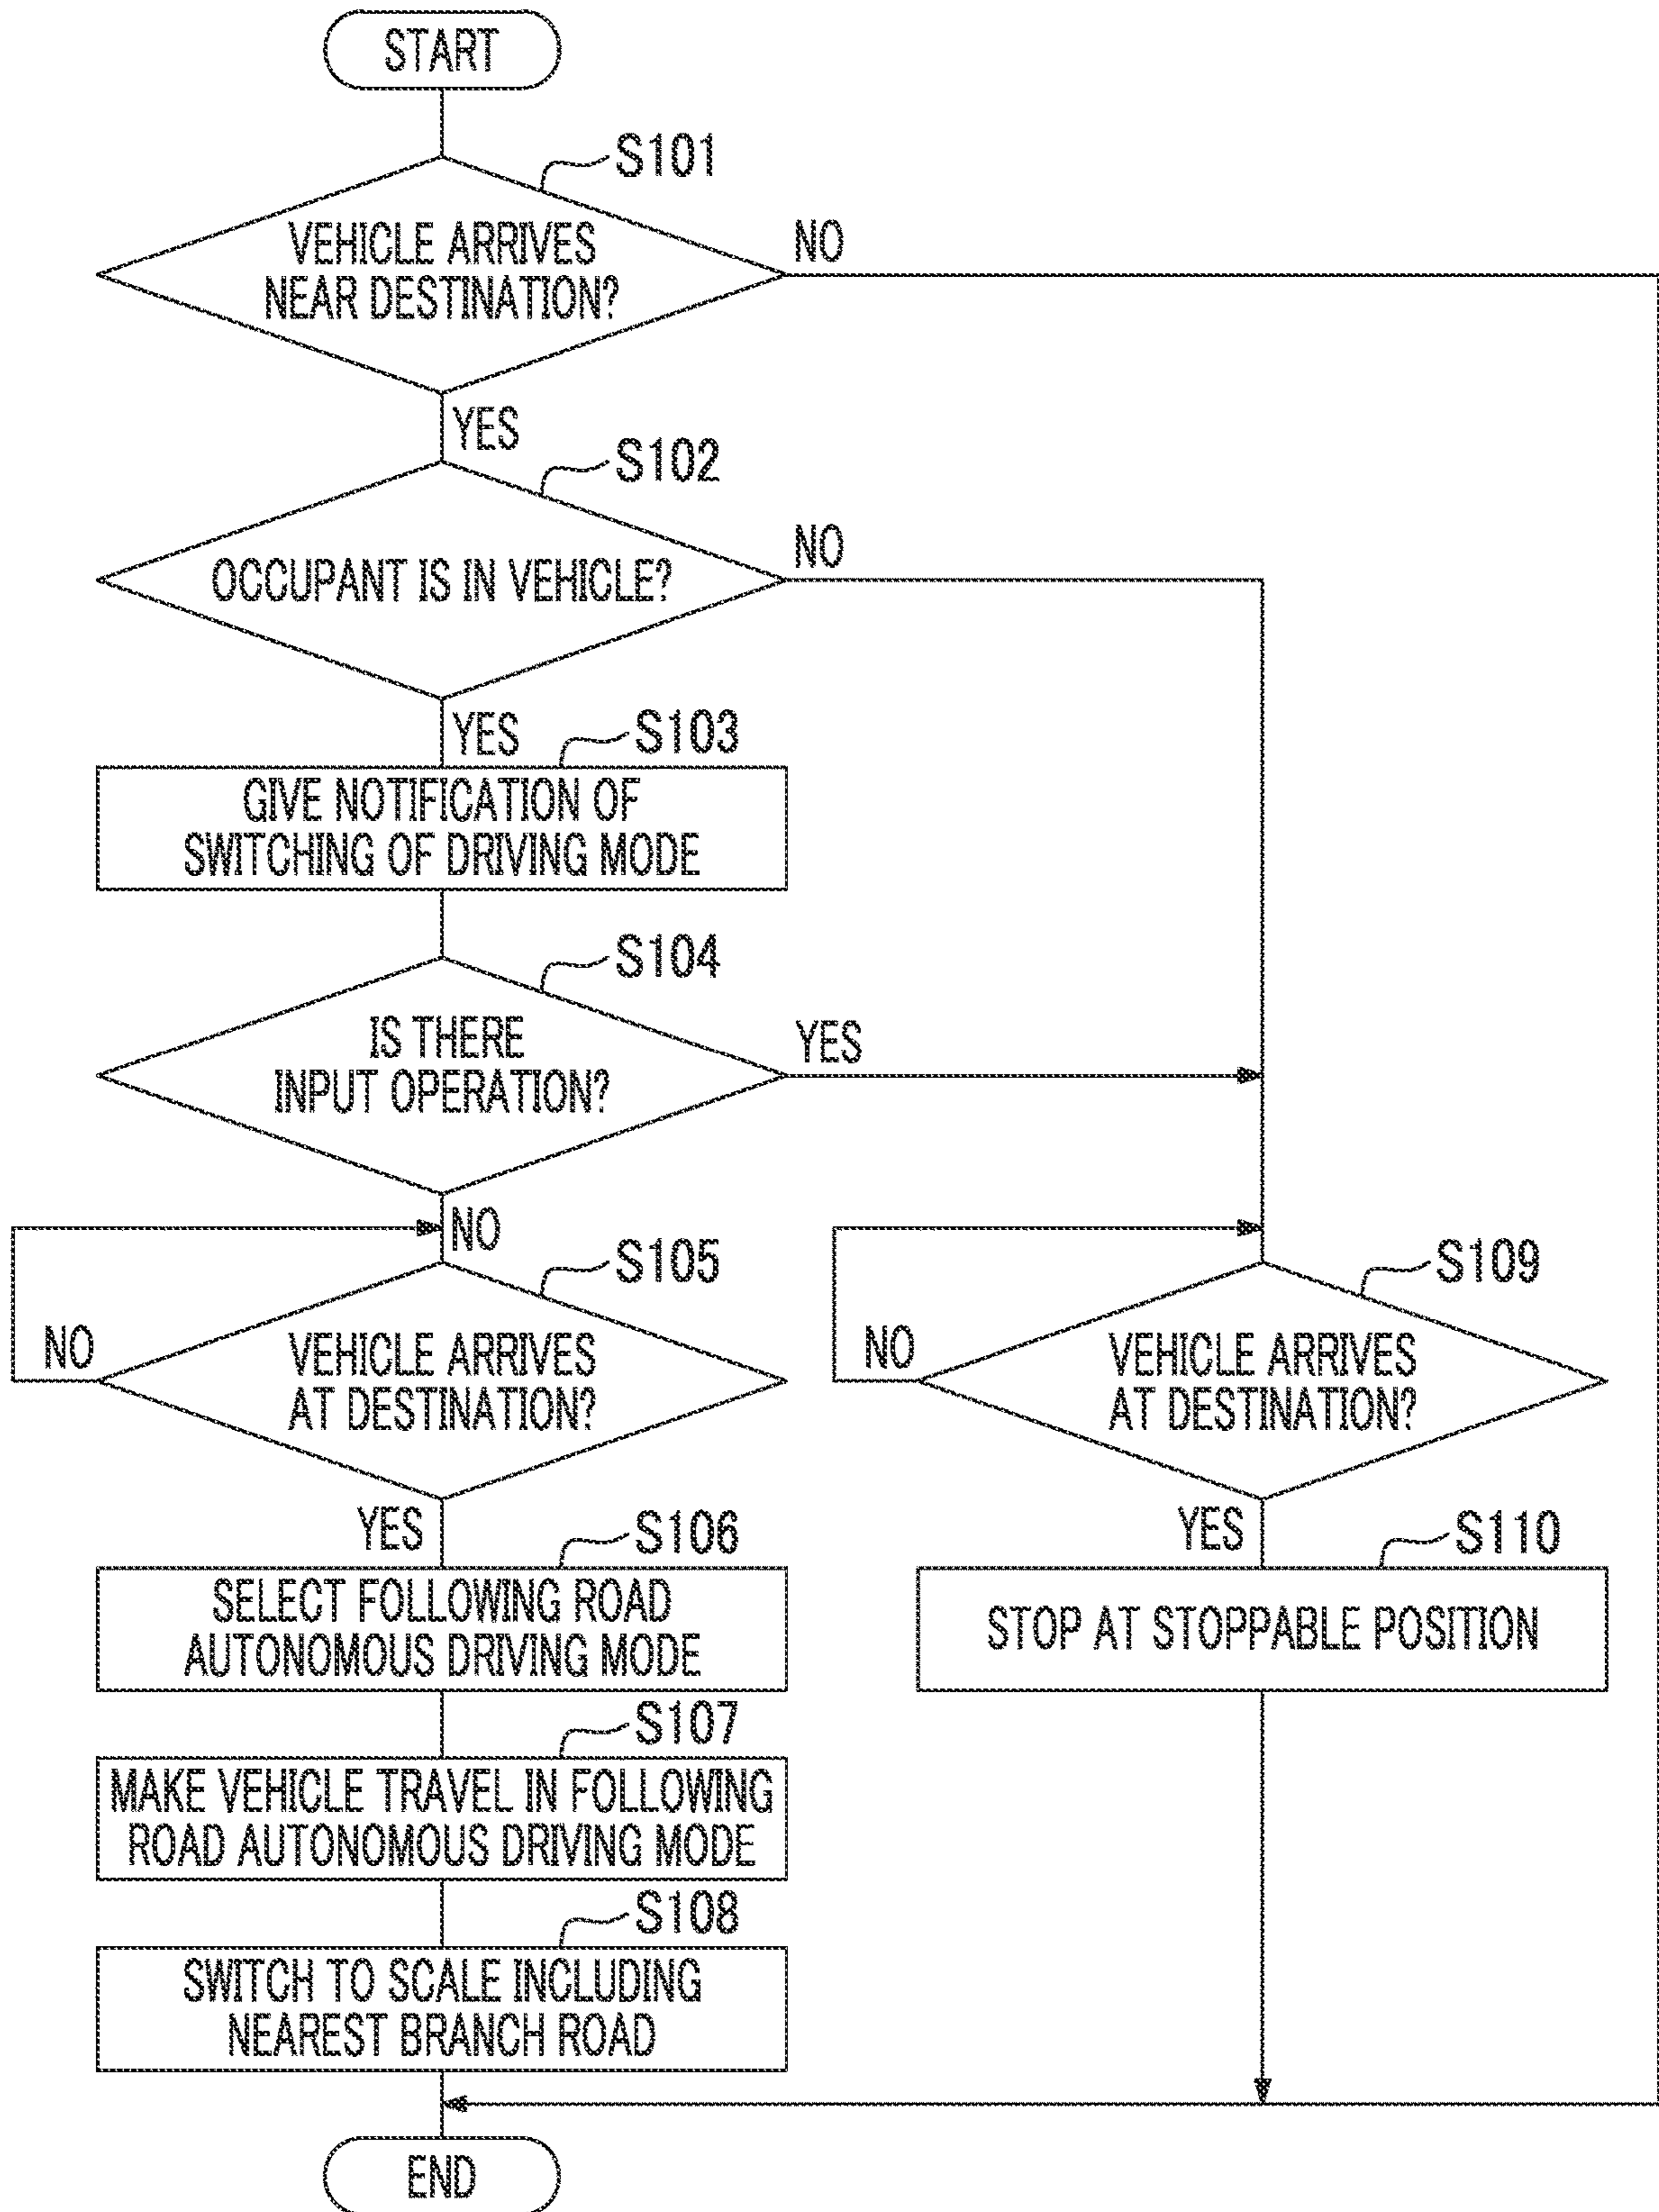 START
S101
VEHICLE ARRIVES
NEAR DESTINATION?
NO
YES
S102
OCCUPANT IS IN VEHICLE?
NO
YES
S103
GIVE NOTIFICATION OF
SWITCHING OF DRIVING MODE
S104
IS THERE
INPUT OPERATION?
YES
NO
S105
VEHICLE ARRIVES
AT DESTINATION?
NO
YES
S109
VEHICLE ARRIVES
AT DESTINATION?
NO
YES
S106
SELECT FOLLOWING ROAD
AUTONOMOUS DRIVING MODE
S110
STOP AT STOPPABLE POSITION
S107
MAKE VEHICLE TRAVEL IN FOLLOWING
ROAD AUTONOMOUS DRIVING MODE
S108
SWITCH TO SCALE INCLUDING
NEAREST BRANCH ROAD
END